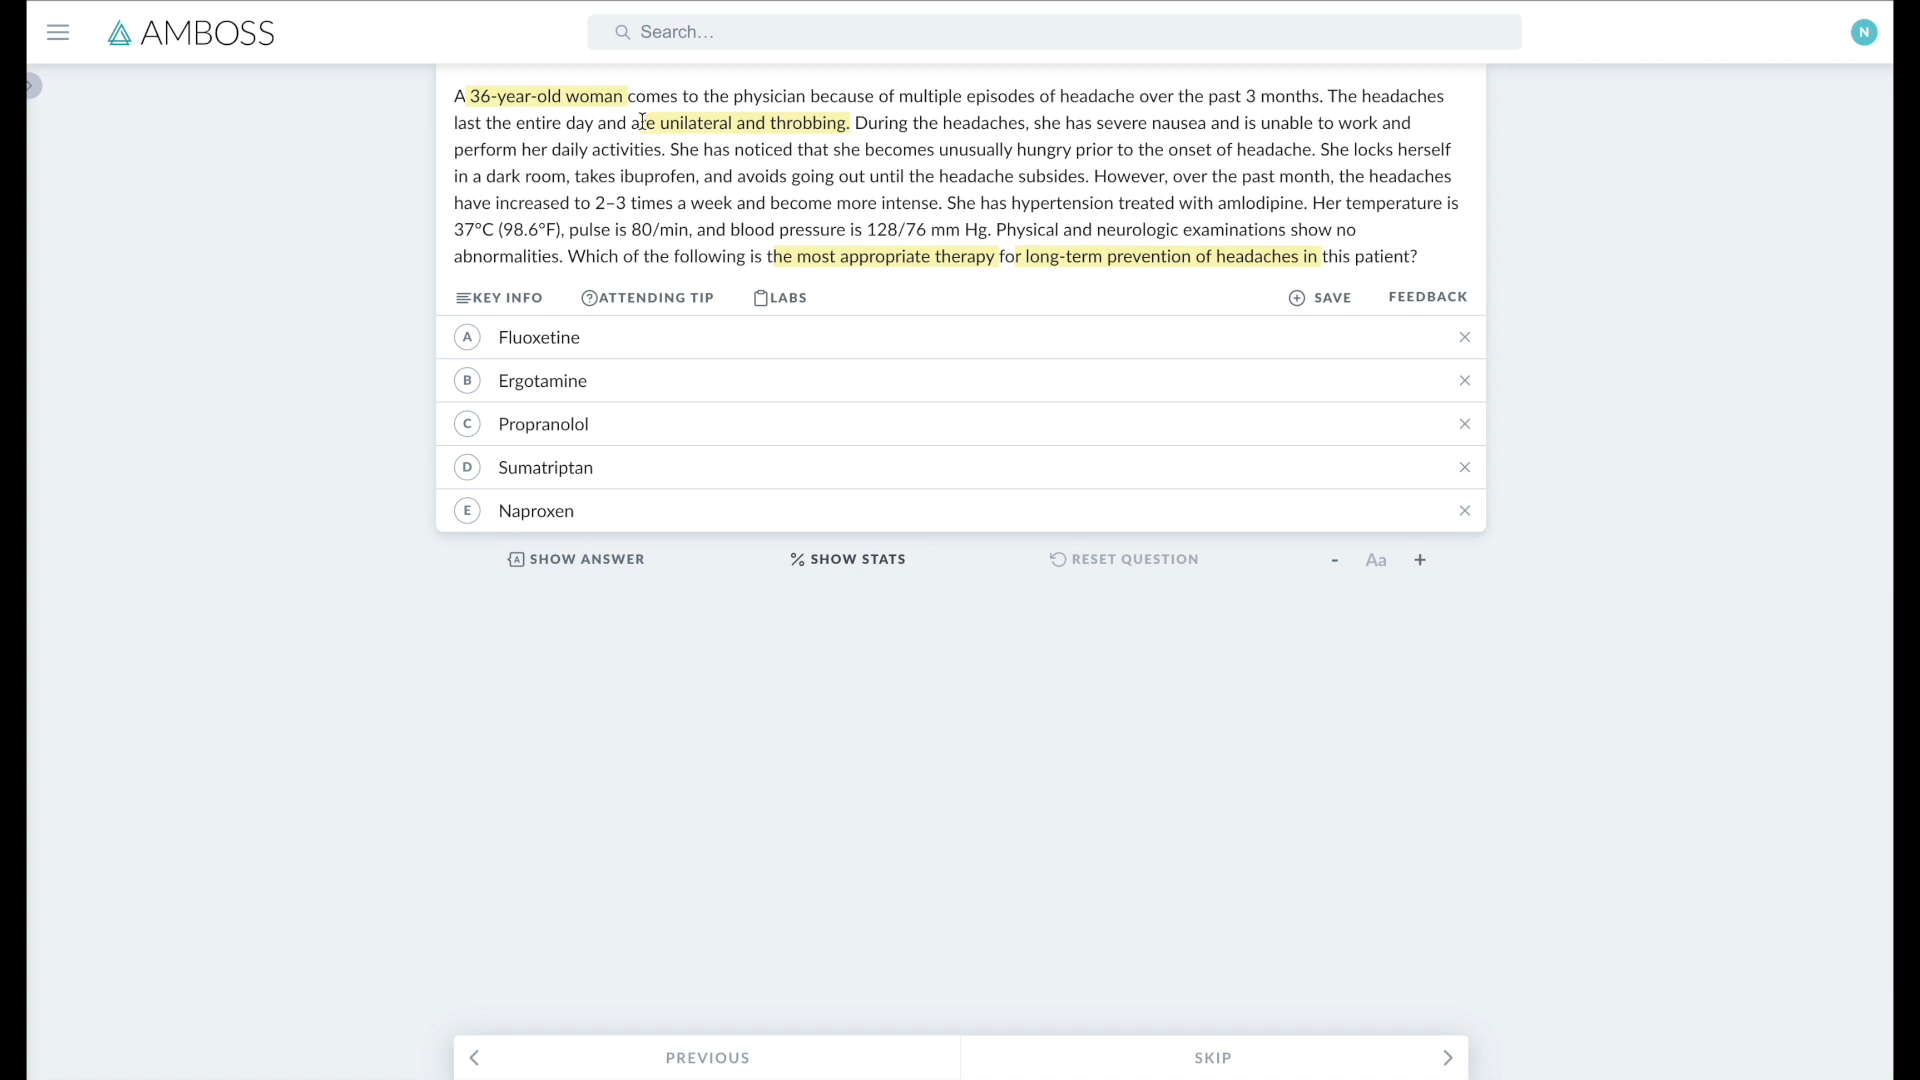 AMBOSS
Search...
N
A 36-year-old woman comes to the physician because of multiple episodes of headache over the past 3 months. The headaches
last the entire day and are unilateral and throbbing. During the headaches, she has severe nausea and is unable to work and
perform her daily activities. She has noticed that she becomes unusually hungry prior to the onset of headache. She locks herself
in a dark room, takes ibuprofen, and avoids going out until the headache subsides. However, over the past month, the headaches
have increased to 2–3 times a week and become more intense. She has hypertension treated with amlodipine. Her temperature is
37°C (98.6°F), pulse is 80/min, and blood pressure is 128/76 mm Hg. Physical and neurologic examinations show no
abnormalities. Which of the following is the most appropriate therapy for long-term prevention of headaches in this patient?
KEY INFO ATTENDING TIP LABS SAVE FEEDBACK
A Fluoxetine
B Ergotamine
C Propranolol
D Sumatriptan
E Naproxen
SHOW ANSWER SHOW STATS RESET QUESTION - Aa +
PREVIOUS SKIP